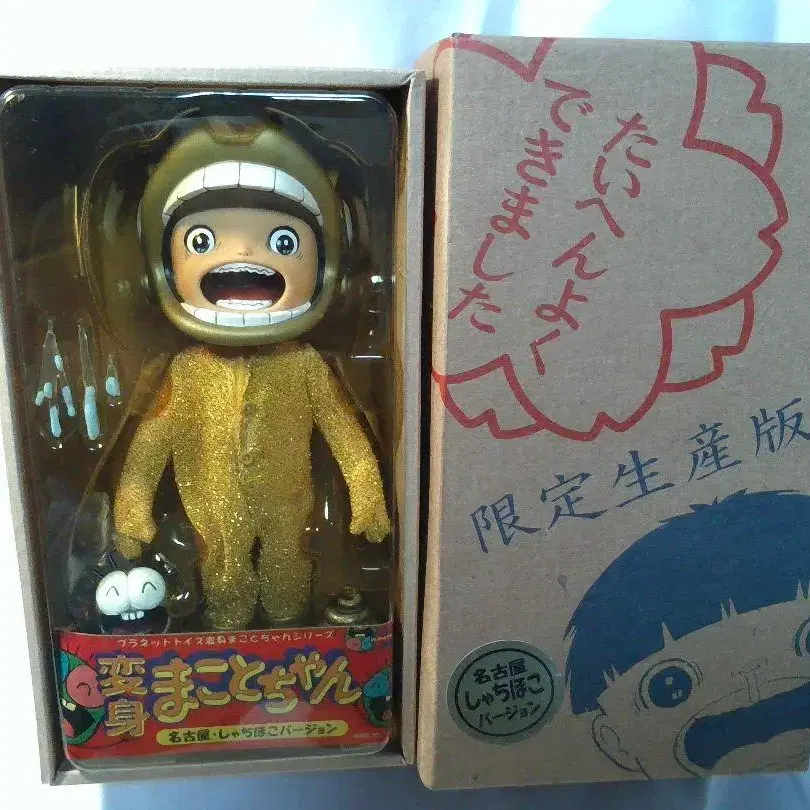 プラネットトイズ変身まことちゃんシリーズ
変身
まことちゃん
名古屋・しゃちほこバージョン
たいへんよく
できました
限定生産版
名古屋
しゃちほこ
バージョン